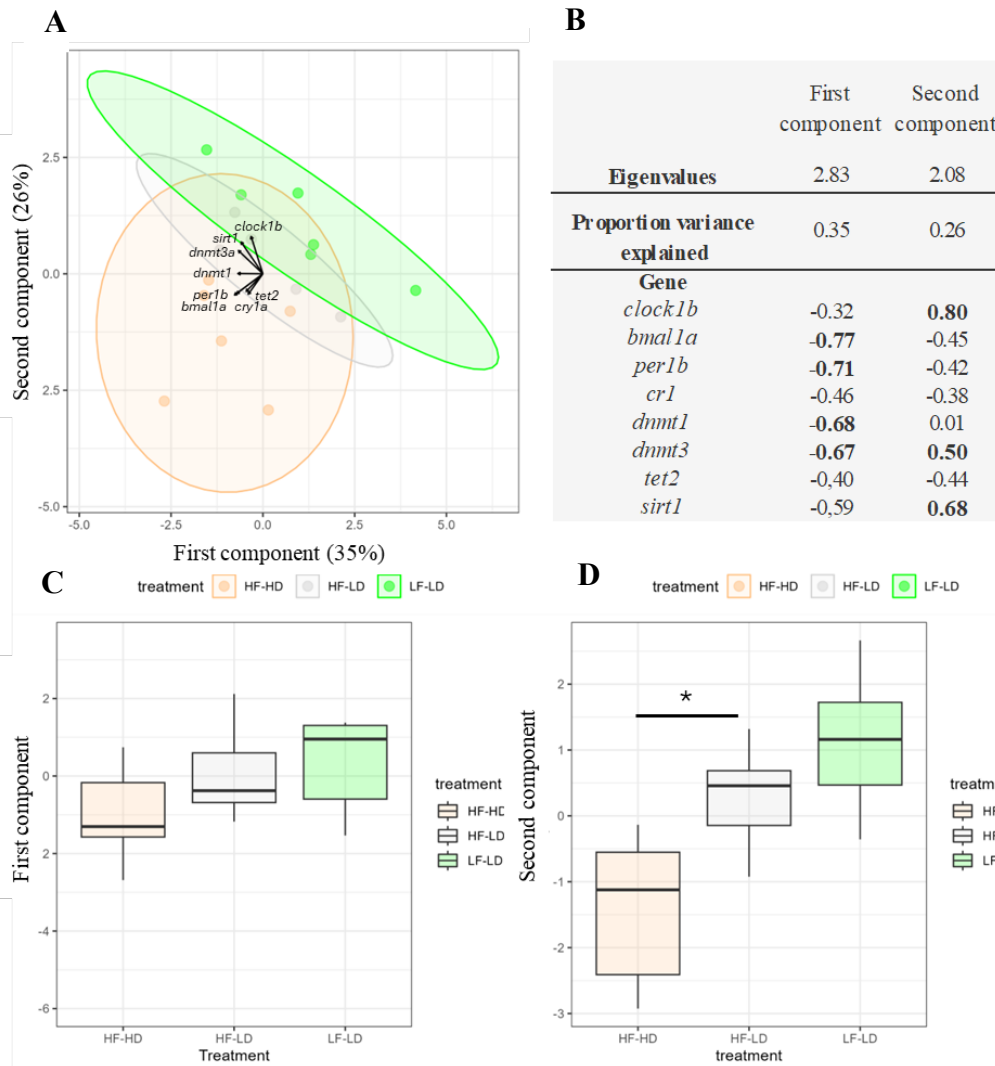 A
Second component (26%)
2.5
0.0
2.5
-5.0
clock1b
sirt1
dnmt3a
dnmt1
per1b
tet2
bmal1a cry1a
-5.0 -2.5 0.0 2.5 5.0
First component (35%)
treatment HF-HD HF-LD LF-LD
B
First Second
component component
Eigenvalues 2.83 2.08
Proportion variance
explained 0.35 0.26
Gene
clock1b -0.32 0.80
bmal1a -0.77 -0.45
per1b -0.71 -0.42
cr1 -0.46 -0.38
dnmt1 -0.68 0.01
dnmt3 -0.67 0.50
tet2 -0,40 -0.44
sirt1 -0,59 0.68
C
First component
2
0
2
-4
-6
HF-HD HF-LD LF-LD
Treatment
treatment
HF-HD
HF-LD
LF-LD
D
treatment HF-HD HF-LD LF-LD
Second component
2
1
0
-1
-2
-3
*
HF-HD HF-LD LF-LD
treatment
treatm
HF
HF
LF